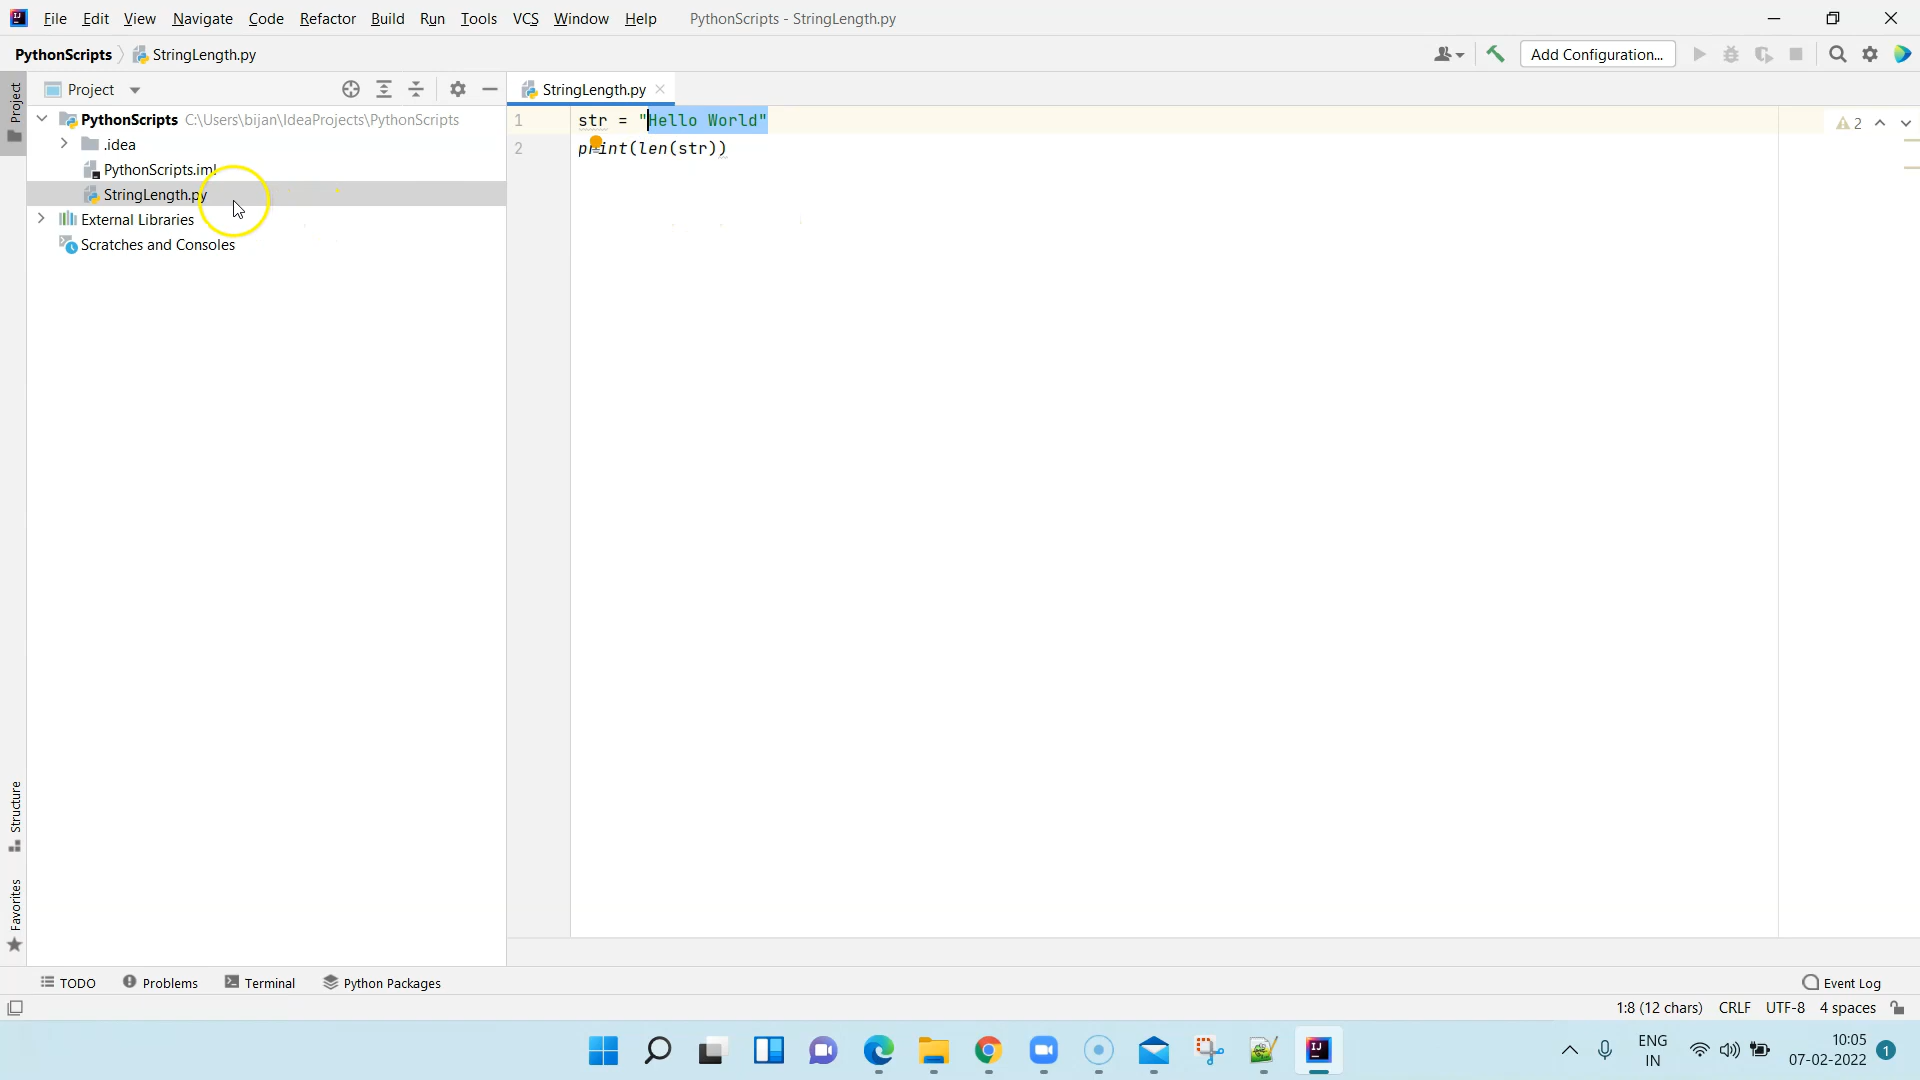 File Edit View Navigate Code Refactor Build Run Tools VCS Window Help PythonScripts - StringLength.py
PythonScripts StringLength.py Add Configuration...
Project StringLength.py
Project
PythonScripts C:\Users\bijan\IdeaProjects\PythonScripts
.idea
PythonScripts.iml
StringLength.py
External Libraries
Scratches and Consoles
1 str = "Hello World" 2
2 print(len(str))
Structure
Favorites
TODO Problems Terminal Python Packages Event Log
1:8 (12 chars) CRLF UTF-8 4 spaces
ENG 10:05
IN 07-02-2022 1